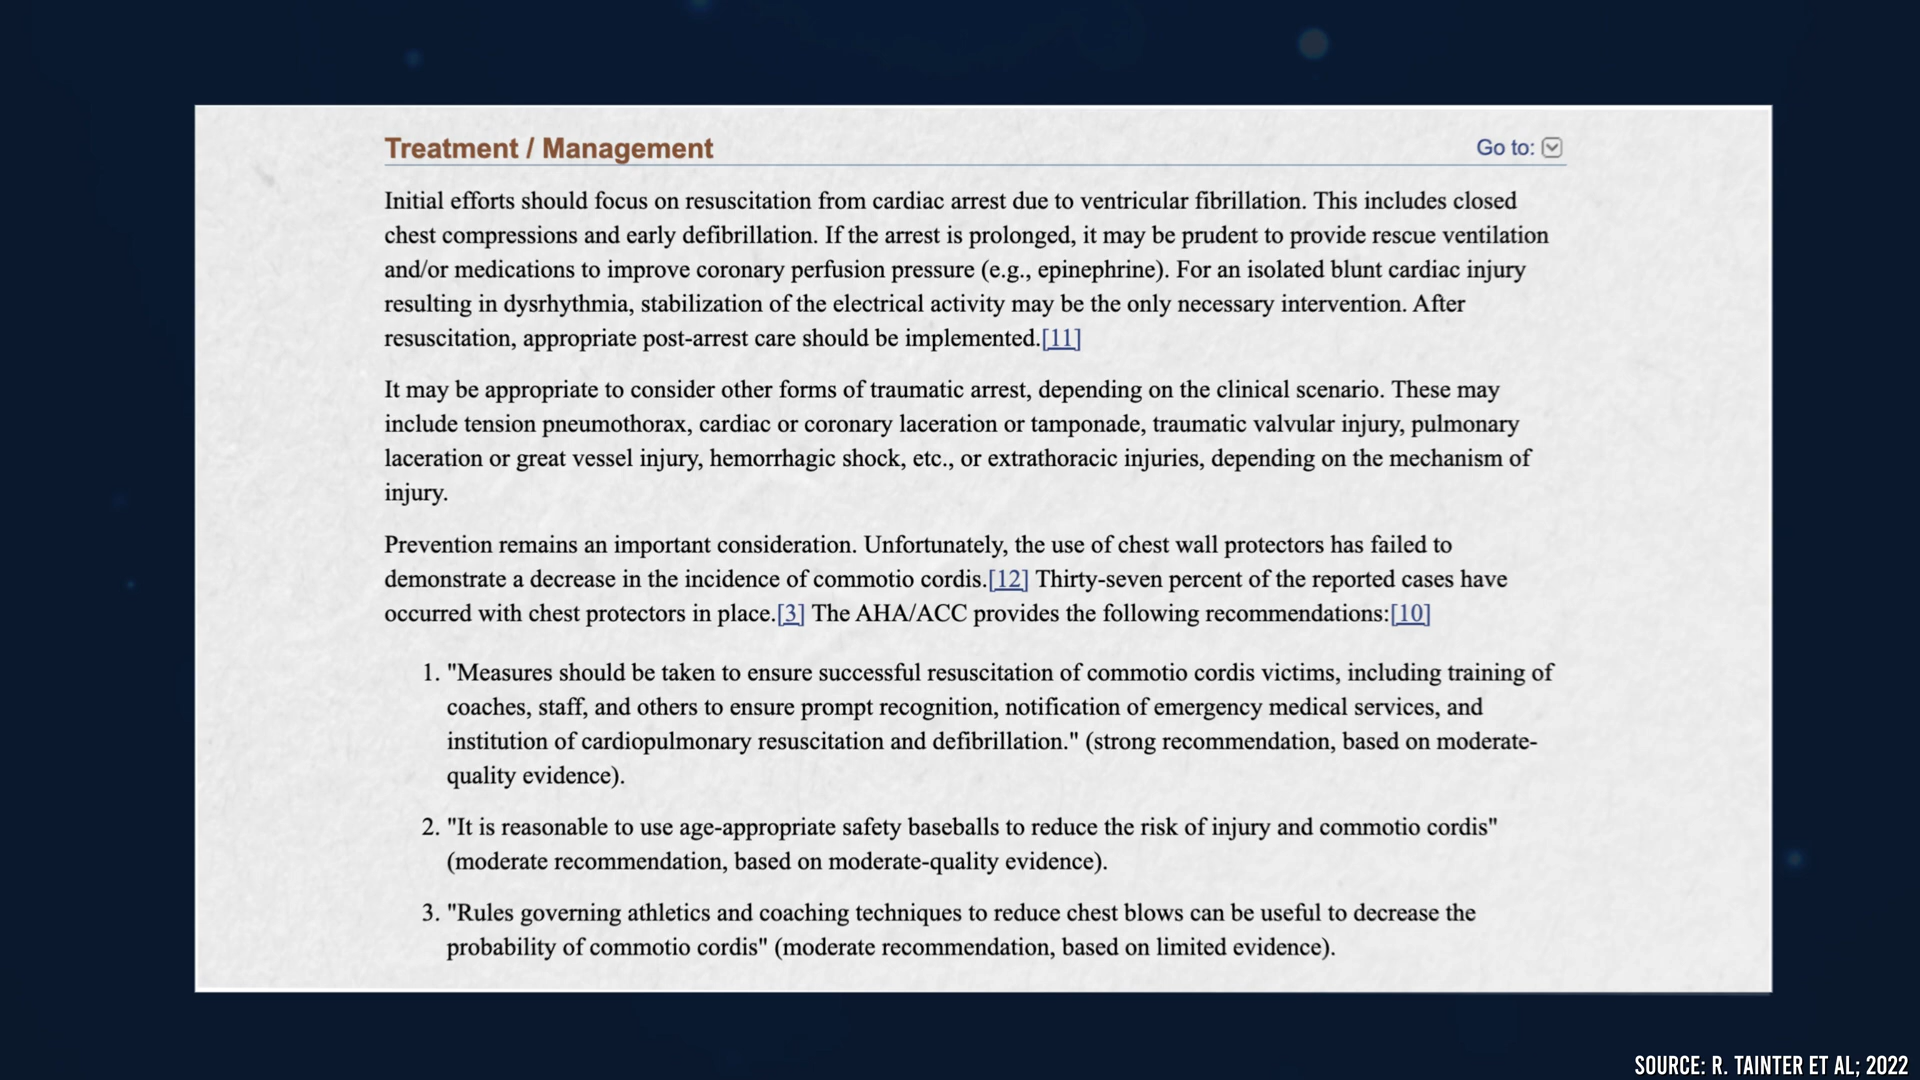 Treatment / Management
Go to:
Initial efforts should focus on resuscitation from cardiac arrest due to ventricular fibrillation. This includes closed
chest compressions and early defibrillation. If the arrest is prolonged, it may be prudent to provide rescue ventilation
and/or medications to improve coronary perfusion pressure (e.g., epinephrine). For an isolated blunt cardiac injury
resulting in dysrhythmia, stabilization of the electrical activity may be the only necessary intervention. After
resuscitation, appropriate post-arrest care should be implemented.[11]
It may be appropriate to consider other forms of traumatic arrest, depending on the clinical scenario. These may
include tension pneumothorax, cardiac or coronary laceration or tamponade, traumatic valvular injury, pulmonary
laceration or great vessel injury, hemorrhagic shock, etc., or extrathoracic injuries, depending on the mechanism of
injury.
Prevention remains an important consideration. Unfortunately, the use of chest wall protectors has failed to
demonstrate a decrease in the incidence of commotio cordis.[12] Thirty-seven percent of the reported cases have
occurred with chest protectors in place.[3] The AHA/ACC provides the following recommendations:[10]
1. "Measures should be taken to ensure successful resuscitation of commotio cordis victims, including training of
coaches, staff, and others to ensure prompt recognition, notification of emergency medical services, and
institution of cardiopulmonary resuscitation and defibrillation." (strong recommendation, based on moderate-
quality evidence).
2. "It is reasonable to use age-appropriate safety baseballs to reduce the risk of injury and commotio cordis"
(moderate recommendation, based on moderate-quality evidence).
3. "Rules governing athletics and coaching techniques to reduce chest blows can be useful to decrease the
probability of commotio cordis" (moderate recommendation, based on limited evidence).
SOURCE: R. TAINTER ET AL; 2022